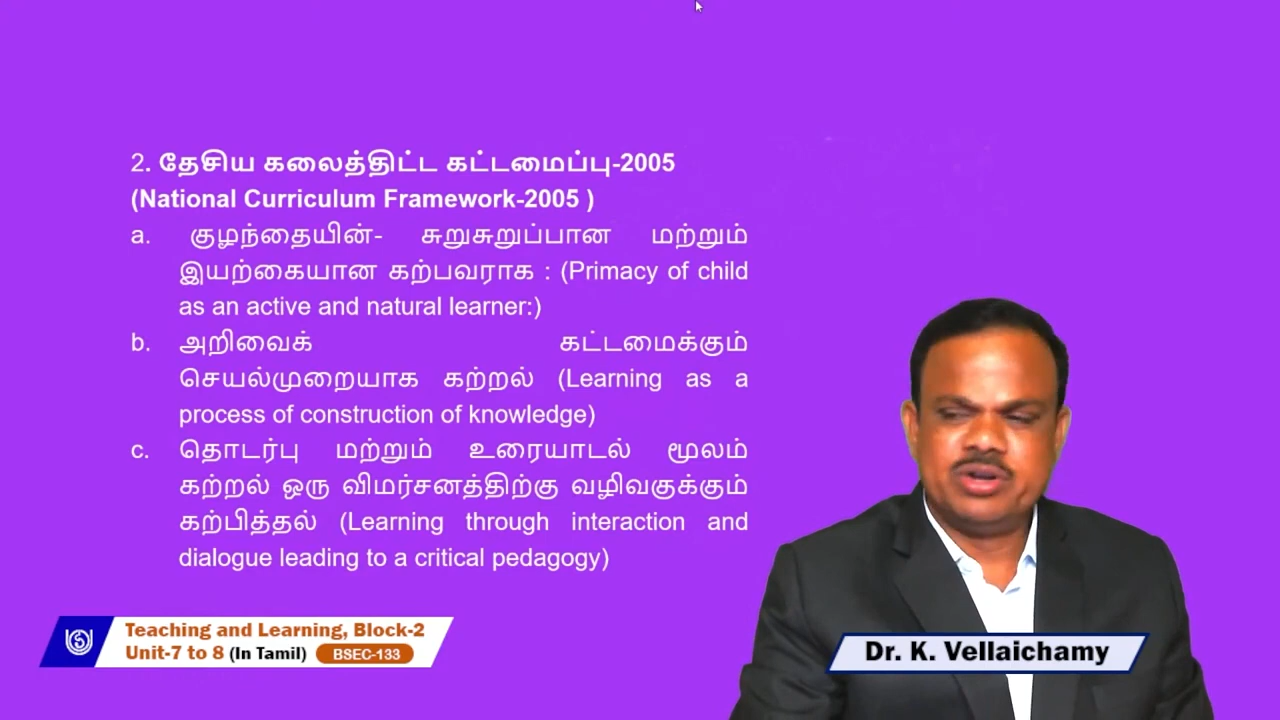 2. தேசிய கலைத்திட்ட கட்டமைப்பு-2005
(National Curriculum Framework-2005 )
a. குழந்தையின்- சுறுசுறுப்பான மற்றும்
இயற்கையான கற்பவராக : (Primacy of child
as an active and natural learner:)
b. அறிவைக் கட்டமைக்கும்
செயல்முறையாக கற்றல் (Learning as a
process of construction of knowledge)
c. தொடர்பு மற்றும் உரையாடல் மூலம்
கற்றல் ஒரு விமர்சனத்திற்கு வழிவகுக்கும்
கற்பித்தல் (Learning through interaction and
dialogue leading to a critical pedagogy)
Teaching and Learning, Block-2
Unit-7 to 8 (In Tamil) BSEC-133
Dr. K. Vellaichamy